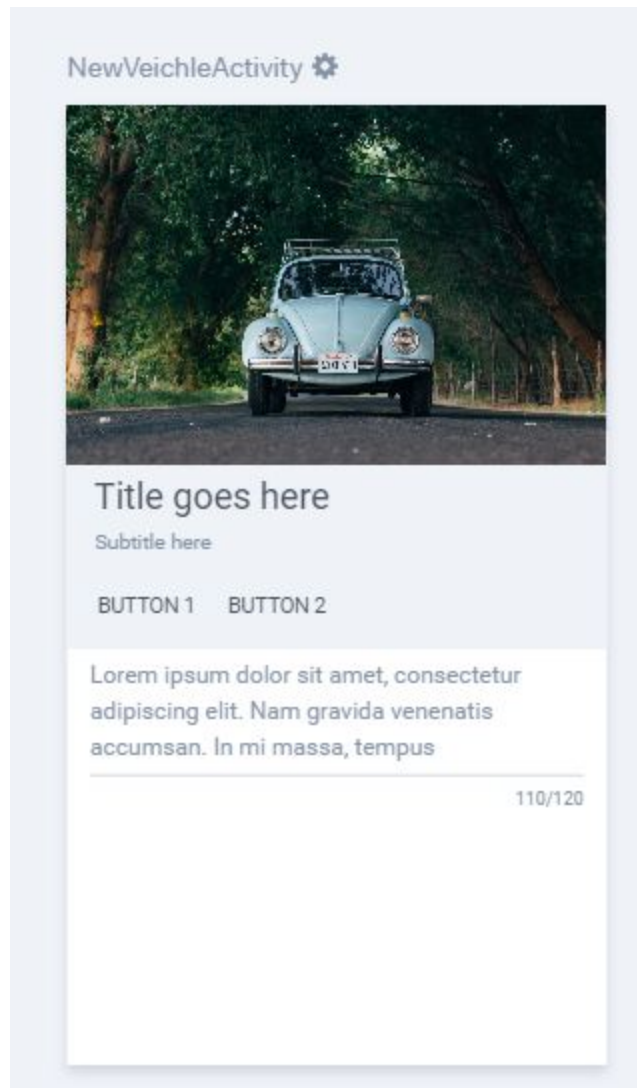 NewVeichleActivity
Title goes here
Subtitle here
BUTTON 1 BUTTON 2
Lorem ipsum dolor sit amet, consectetur
adipiscing elit. Nam gravida venenatis
accumsan. In mi massa, tempus
110/120